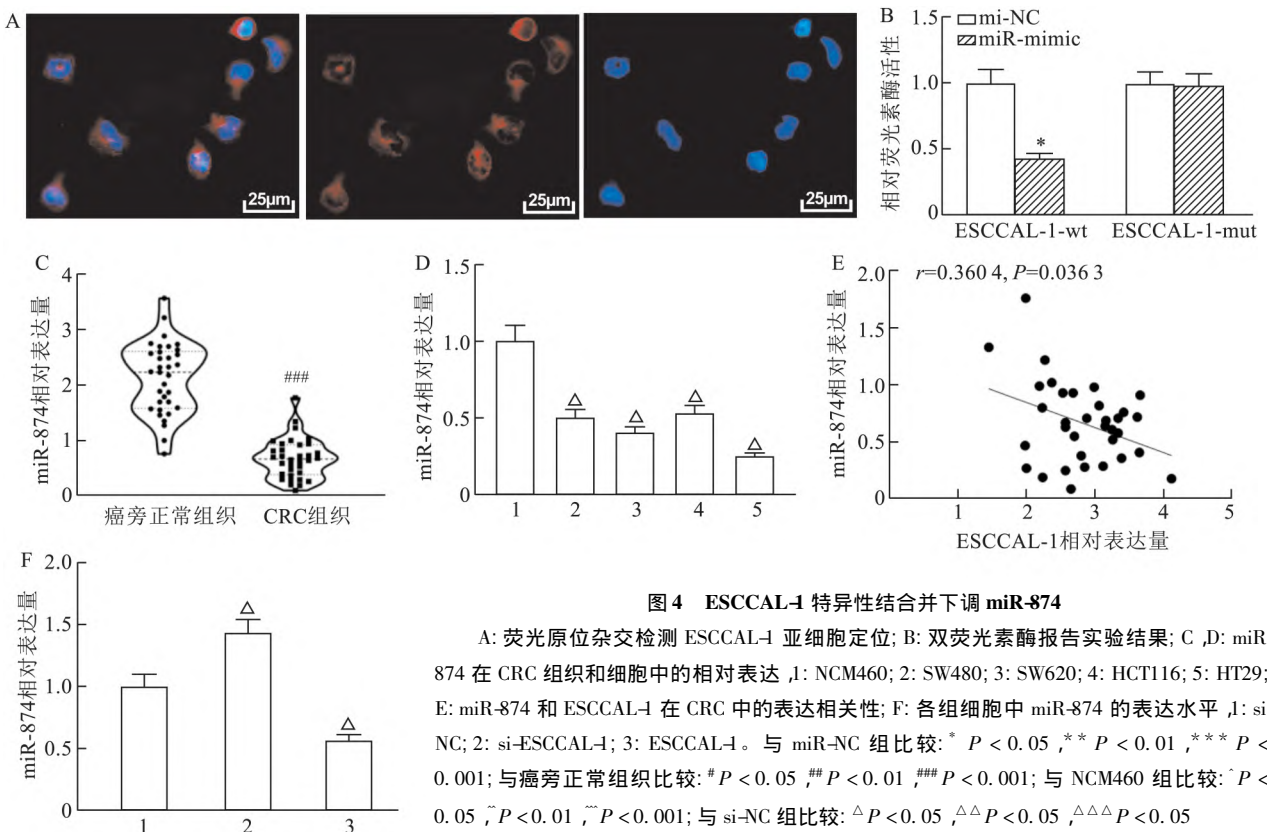 A
25μm
25μm
25μm
B
相对荧光素酶活性
1.5
1.0
0.5
0
mi-NC
miR-mimic
*
ESCCAL-1-wt
ESCCAL-1-mut
C
miR-874相对表达量
4
3
2
1
0
###
癌旁正常组织
CRC组织
D
miR-874相对表达量
1.5
1.0
0.5
0
△
△
△
△
1 2 3 4 5
E
miR-874相对表达量
2.0
1.5
1.0
0.5
0
r=0.360 4, P=0.036 3
1 2 3 4 5
ESCCAL-1相对表达量
F
miR-874相对表达量
2.0
1.5
1.0
0.5
0
△
△
1 2 3
图4 ESCCAL-1 特异性结合并下调 miR-874
A: 荧光原位杂交检测 ESCCAL-1 亚细胞定位; B: 双荧光素酶报告实验结果; C ,D: miR-
874 在 CRC 组织和细胞中的相对表达 ,1: NCM460; 2: SW480; 3: SW620; 4: HCT116; 5: HT29;
E: miR-874 和 ESCCAL-1 在 CRC 中的表达相关性; F: 各组细胞中 miR-874 的表达水平 ,1: si-
NC; 2: si-ESCCAL-1; 3: ESCCAL-1。与 miR-NC 组比较: * P < 0. 05 ,** P < 0. 01 ,*** P <
0. 001; 与癌旁正常组织比较: # P < 0. 05 ,## P < 0. 01 ,### P < 0. 001; 与 NCM460 组比较: ^ P <
0. 05 ,^^ P < 0. 01 ,^^^ P < 0. 001; 与 si-NC 组比较: △ P < 0. 05 ,△△ P < 0. 05 ,△△△ P < 0. 05